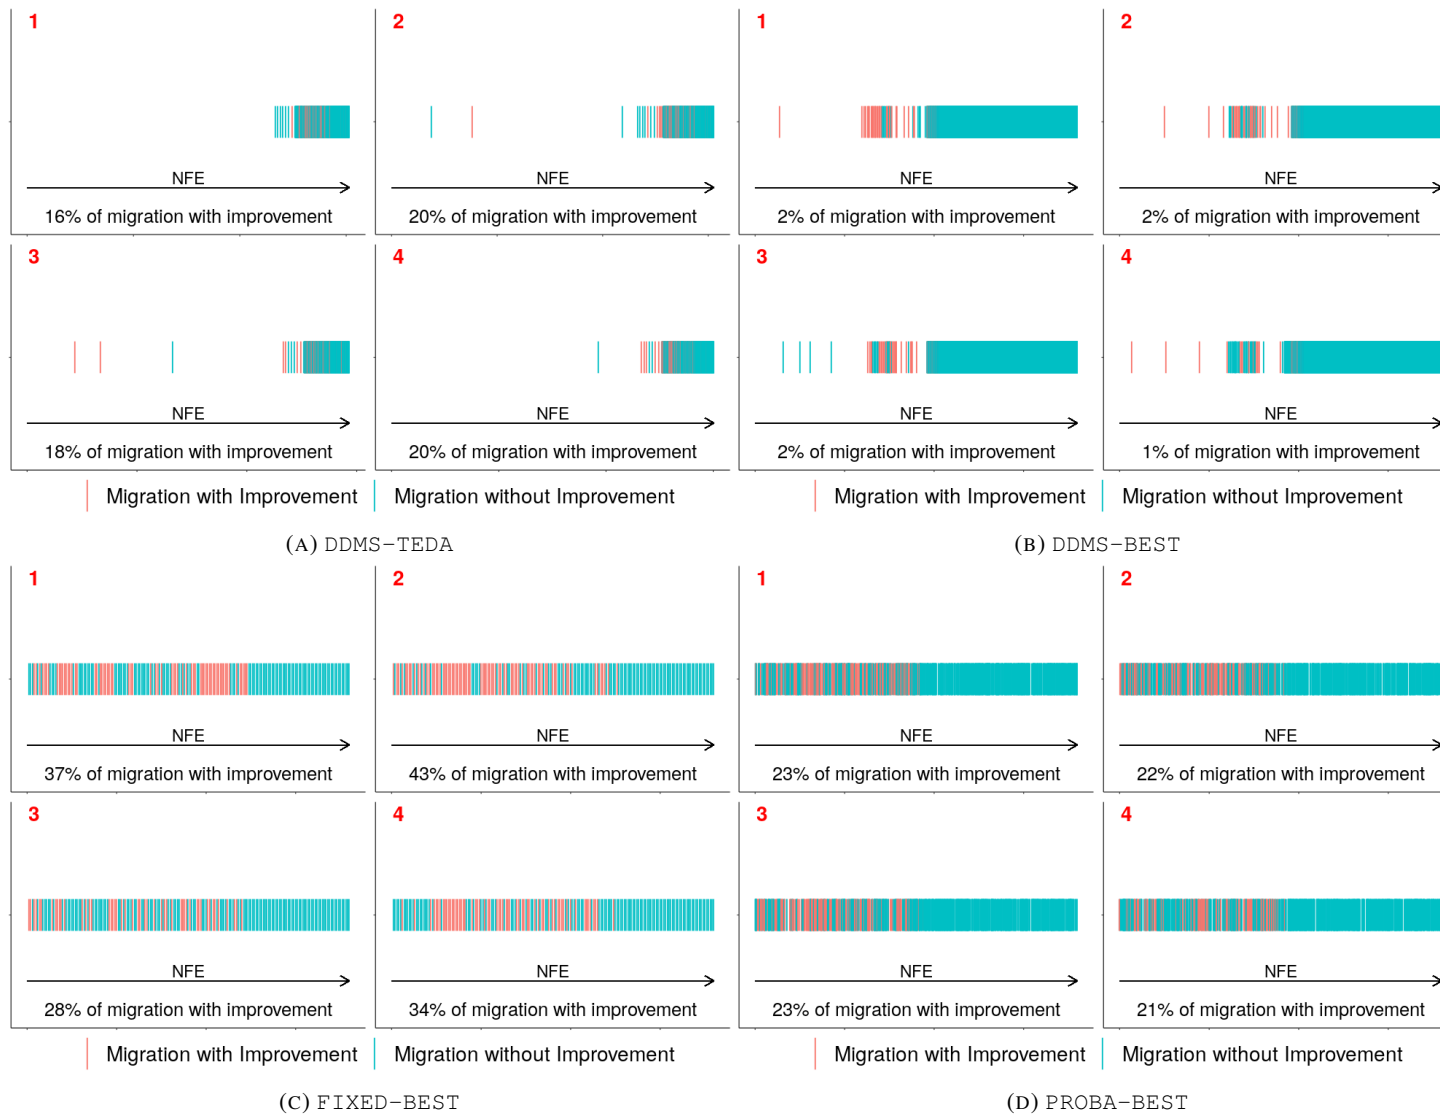 1
NFE
16% of migration with improvement
2
NFE
20% of migration with improvement
3
NFE
18% of migration with improvement
4
NFE
20% of migration with improvement
Migration with Improvement
Migration without Improvement
(A) DDMS-TEDA
1
NFE
2% of migration with improvement
2
NFE
2% of migration with improvement
3
NFE
2% of migration with improvement
4
NFE
1% of migration with improvement
Migration with Improvement
Migration without Improvement
(B) DDMS-BEST
1
NFE
37% of migration with improvement
2
NFE
43% of migration with improvement
3
NFE
28% of migration with improvement
4
NFE
34% of migration with improvement
Migration with Improvement
Migration without Improvement
(C) FIXED-BEST
1
NFE
23% of migration with improvement
2
NFE
22% of migration with improvement
3
NFE
23% of migration with improvement
4
NFE
21% of migration with improvement
Migration with Improvement
Migration without Improvement
(D) PROBA-BEST